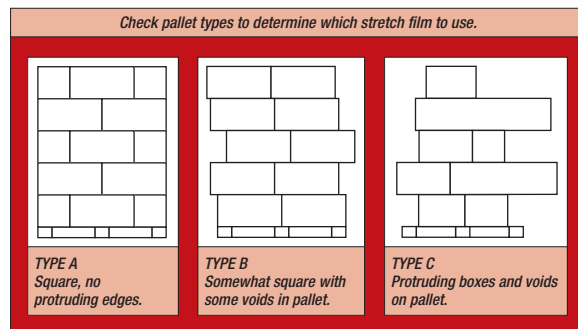 Check pallet types to determine which stretch film to use.
TYPE A
Square, no
protruding edges.
TYPE B
Somewhat square with
some voids in pallet.
TYPE C
Protruding boxes and voids
on pallet.